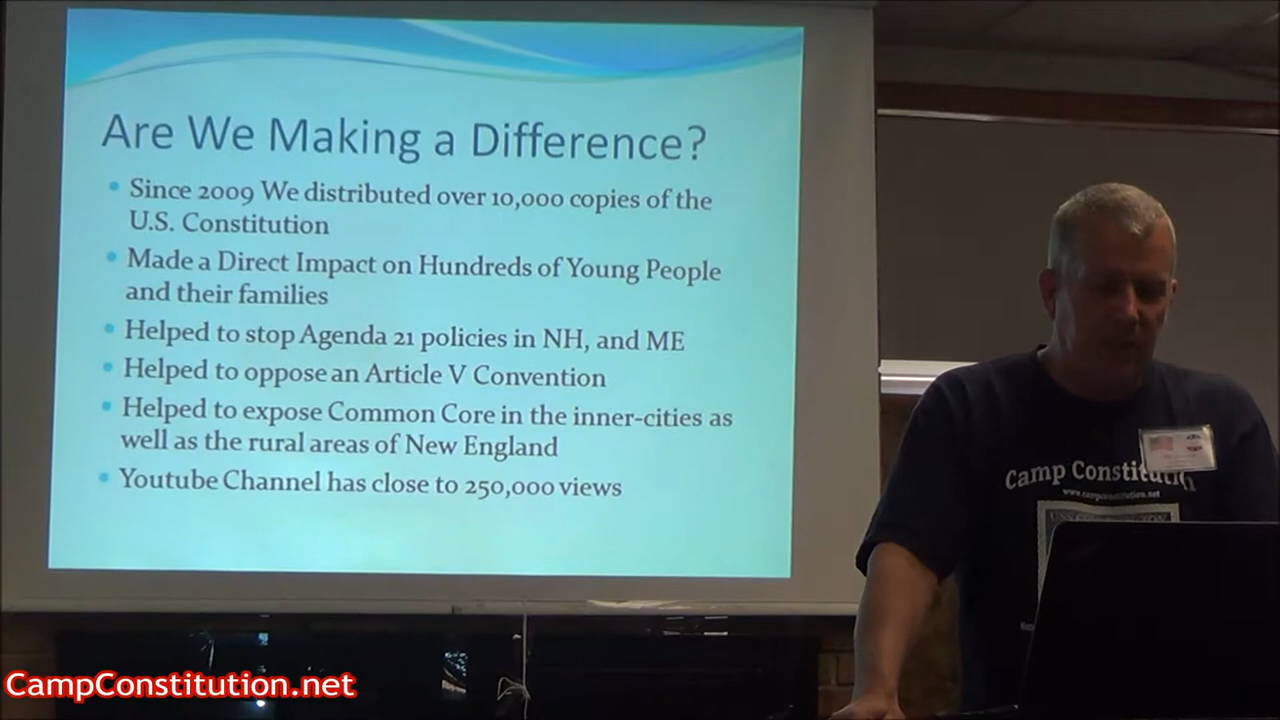 Are We Making a Difference?
Since 2009 We distributed over 10,000 copies of the
U.S. Constitution
Made a Direct Impact on Hundreds of Young People
and their families
Helped to stop Agenda 21 policies in NH, and ME
Helped to oppose an Article V Convention
Helped to expose Common Core in the inner-cities as
well as the rural areas of New England
Youtube Channel has close to 250,000 views
Camp Constitution
www.campconstitution.net
CampConstitution.net